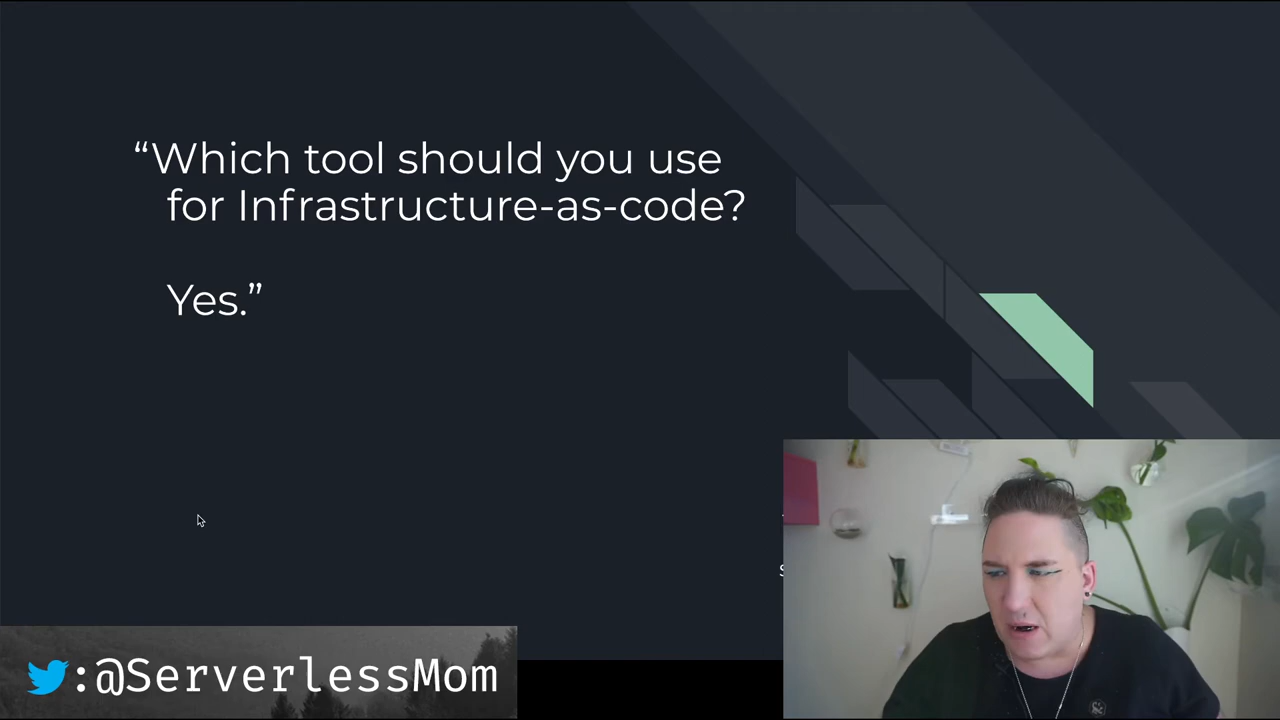 “Which tool should you use
for Infrastructure-as-code?
Yes.”
:@ServerlessMom